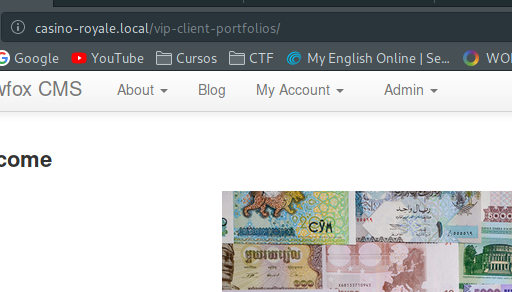 casino-royale.local/vip-client-portfolios/
Google YouTube Cursos CTF My English Online | Se... WO
wfox CMS About Blog My Account Admin
come
СУМ